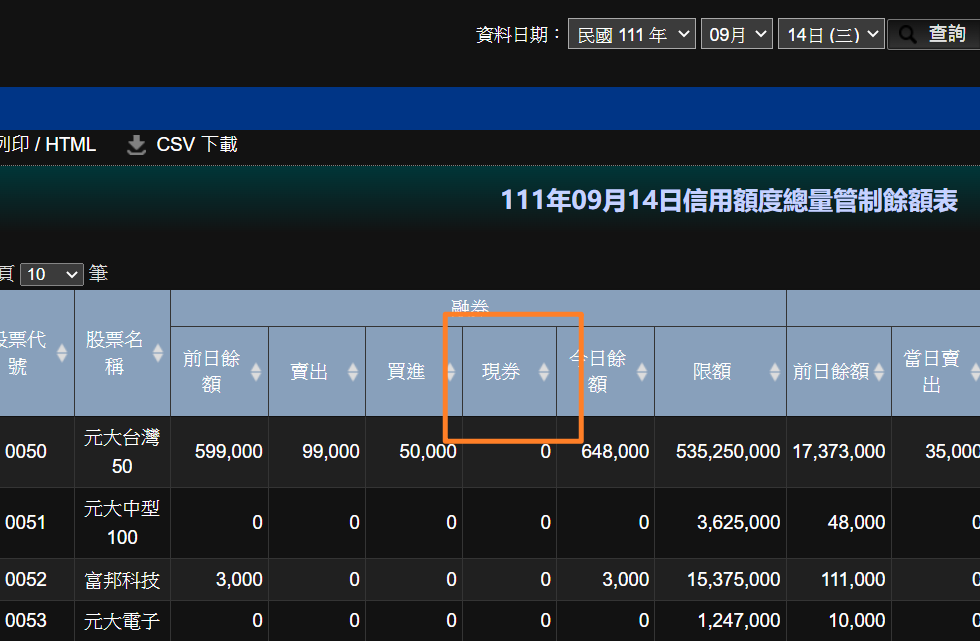 資料日期：民國 111 年 09月 14日 (三) 查詢
列印 / HTML CSV 下載
111年09月14日信用額度總量管制餘額表
頁 10 筆
融券
股票代號 股票名稱 前日餘額 賣出 買進 現券 今日餘額 限額 前日餘額 當日賣出
0050 元大台灣50 599,000 99,000 50,000 0 648,000 535,250,000 17,373,000 35,000
0051 元大中型100 0 0 0 0 0 3,625,000 48,000 0
0052 富邦科技 3,000 0 0 0 3,000 15,375,000 111,000 0
0053 元大電子 0 0 0 0 0 1,247,000 10,000 0